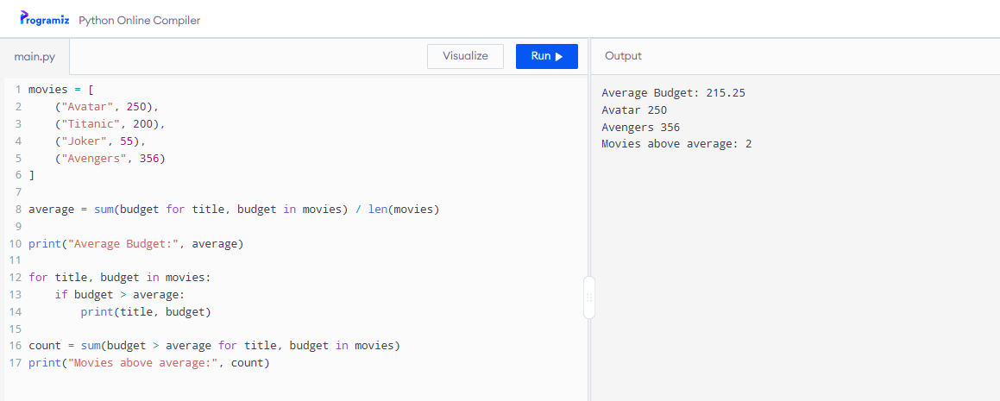 Programiz Python Online Compiler
main.py Visualize Run Output
1 movies = [
2     ("Avatar", 250),
3     ("Titanic", 200),
4     ("Joker", 55),
5     ("Avengers", 356)
6 ]
7
8 average = sum(budget for title, budget in movies) / len(movies)
9
10 print("Average Budget:", average)
11
12 for title, budget in movies:
13     if budget > average:
14         print(title, budget)
15
16 count = sum(budget > average for title, budget in movies)
17 print("Movies above average:", count)
Average Budget: 215.25
Avatar 250
Avengers 356
Movies above average: 2